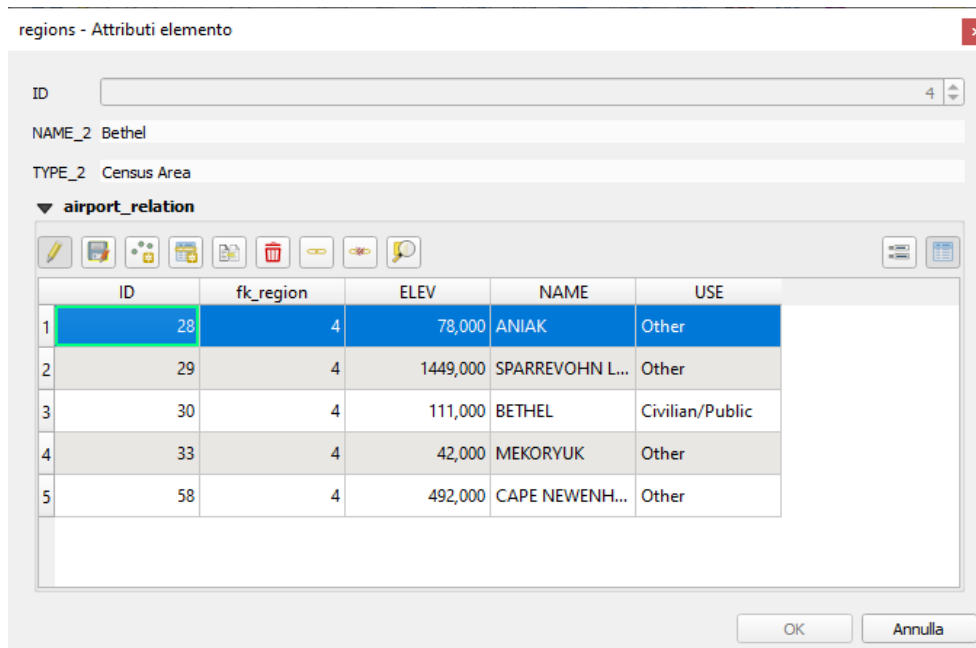 regions - Attributi elemento
ID 4
NAME_2 Bethel
TYPE_2 Census Area
airport_relation
ID fk_region ELEV NAME USE
1 28 4 78,000 ANIAK Other
2 29 4 1449,000 SPARREVOHN L... Other
3 30 4 111,000 BETHEL Civilian/Public
4 33 4 42,000 MEKORYUK Other
5 58 4 492,000 CAPE NEWENH... Other
OK Annulla